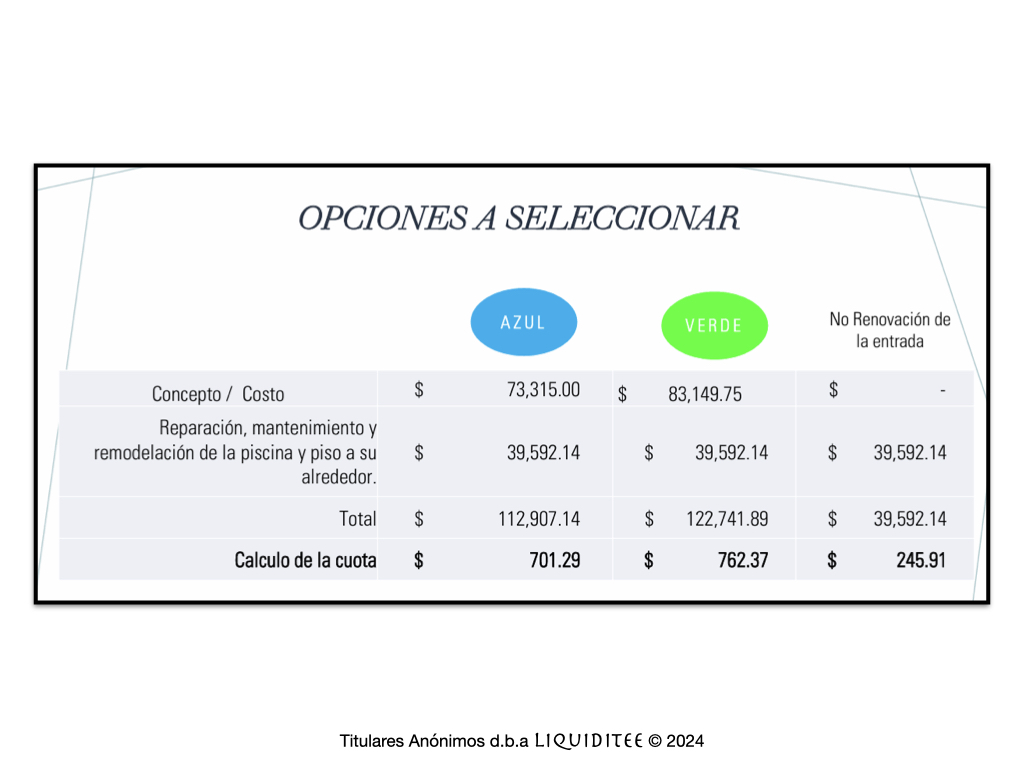 OPCIONES A SELECCIONAR
AZUL
VERDE
No Renovación de
la entrada
Concepto / Costo $ 73,315.00 $ 83,149.75 $ -
Reparación, mantenimiento y
remodelación de la piscina y piso a su
alrededor. $ 39,592.14 $ 39,592.14 $ 39,592.14
Total $ 112,907.14 $ 122,741.89 $ 39,592.14
Calculo de la cuota $ 701.29 $ 762.37 $ 245.91
Titulares Anónimos d.b.a LIQUIDITEE © 2024